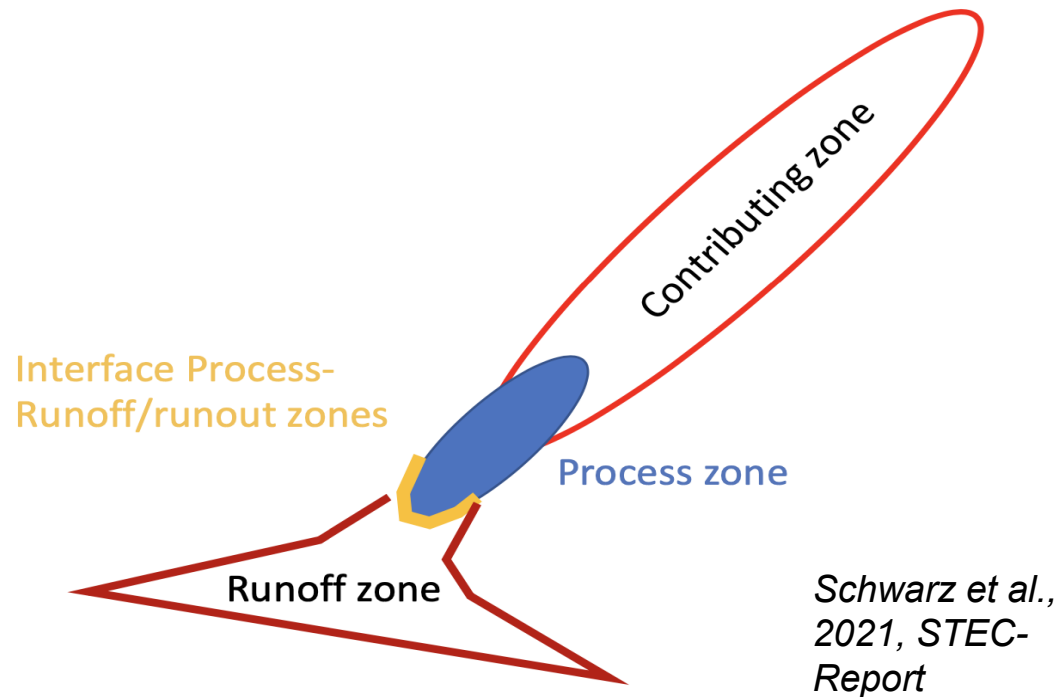 Contributing zone
Interface Process-
Runoff/runout zones
Process zone
Runoff zone
Schwarz et al.,
2021, STEC-
Report